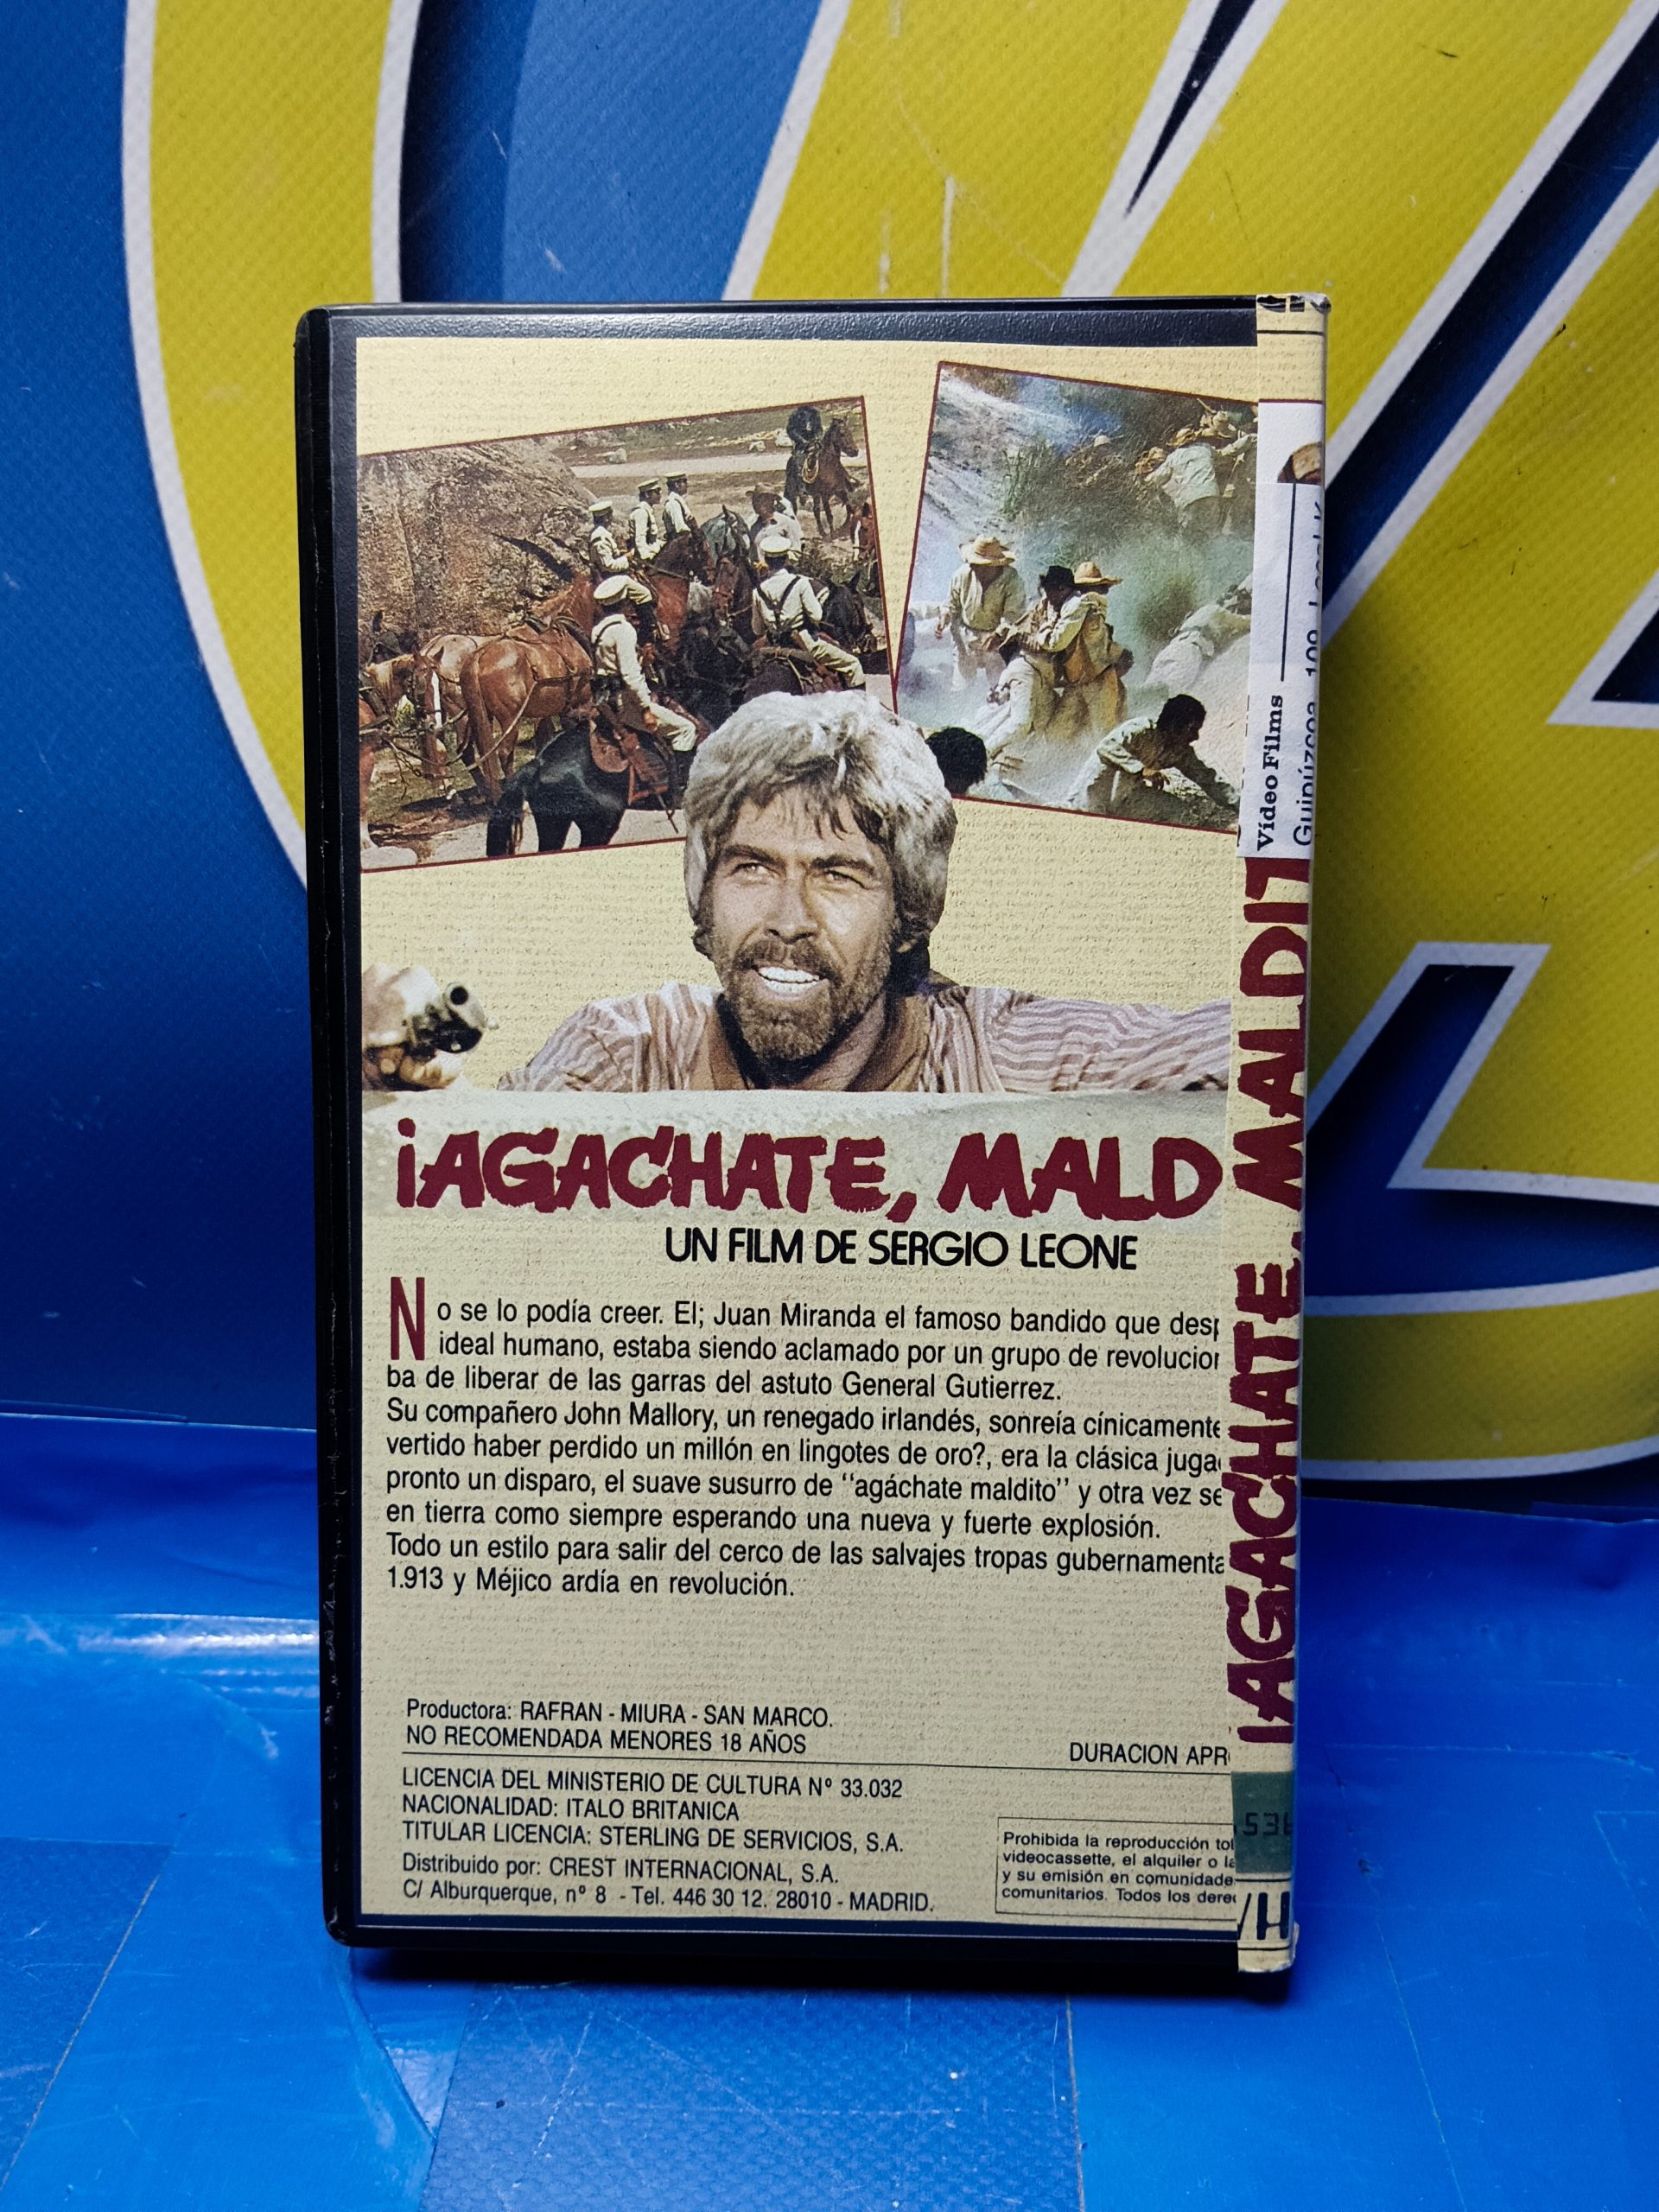 ¡AGACHATE, MALD
UN FILM DE SERGIO LEONE
No se lo podía creer. El; Juan Miranda el famoso bandido que
ideal humano, estaba siendo aclamado por un grupo de
ba de liberar de las garras del astuto General Gutierrez.
Su compañero John Mallory, un renegado irlandés, sonreía cínicamente
vertido haber perdido un millón en lingotes de oro?, era la clásica
pronto un disparo, el suave susurro de ‘‘agáchate maldito’’ y otra vez se
en tierra como siempre esperando una nueva y fuerte explosión.
Todo un estilo para salir del cerco de las salvajes tropas
1.913 y Méjico ardía en revolución.
Productora: RAFRAN - MIURA - SAN MARCO.
NO RECOMENDADA MENORES 18 AÑOS
DURACION APR
LICENCIA DEL MINISTERIO DE CULTURA Nº 33.032
NACIONALIDAD: ITALO BRITANICA
TITULAR LICENCIA: STERLING DE SERVICIOS, S.A.
Distribuido por: CREST INTERNACIONAL, S.A.
C/ Alburquerque, nº 8 - Tel. 446 30 12. 28010 - MADRID.
Prohibida la reproducción
videocassette, el alquiler o
y su emisión en comunidade
comunitarios. Todos los
¡AGACHATE, MALDIT
Vídeo Films
Guipúzcoa